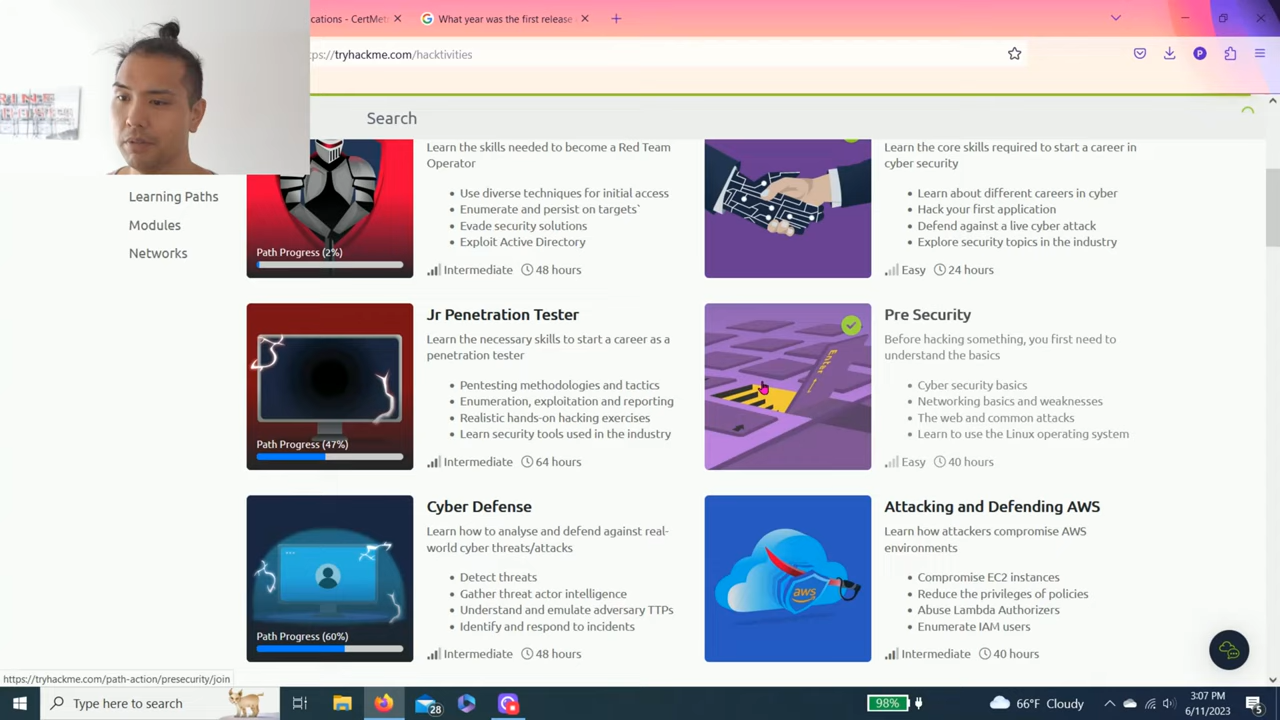 cations - CertMetr
What year was the first release
tps://tryhackme.com/hacktivities
Search
Learning Paths
Modules
Networks
Learn the skills needed to become a Red Team
Operator
• Use diverse techniques for initial access
• Enumerate and persist on targets`
• Evade security solutions
• Exploit Active Directory
Path Progress (2%)
Intermediate 48 hours
Learn the core skills required to start a career in
cyber security
• Learn about different careers in cyber
• Hack your first application
• Defend against a live cyber attack
• Explore security topics in the industry
Easy 24 hours
Jr Penetration Tester
Learn the necessary skills to start a career as a
penetration tester
• Pentesting methodologies and tactics
• Enumeration, exploitation and reporting
• Realistic hands-on hacking exercises
• Learn security tools used in the industry
Path Progress (47%)
Intermediate 64 hours
Enter
Pre Security
Before hacking something, you first need to
understand the basics
• Cyber security basics
• Networking basics and weaknesses
• The web and common attacks
• Learn to use the Linux operating system
Easy 40 hours
Cyber Defense
Learn how to analyse and defend against real-
world cyber threats/attacks
• Detect threats
• Gather threat actor intelligence
• Understand and emulate adversary TTPs
• Identify and respond to incidents
Path Progress (60%)
Intermediate 48 hours
aws
Attacking and Defending AWS
Learn how attackers compromise AWS
environments
• Compromise EC2 instances
• Reduce the privileges of policies
• Abuse Lambda Authorizers
• Enumerate IAM users
Intermediate 40 hours
https://tryhackme.com/path-action/presecurity/join
Type here to search
28
98%
66°F Cloudy
3:07 PM
6/11/2023
5